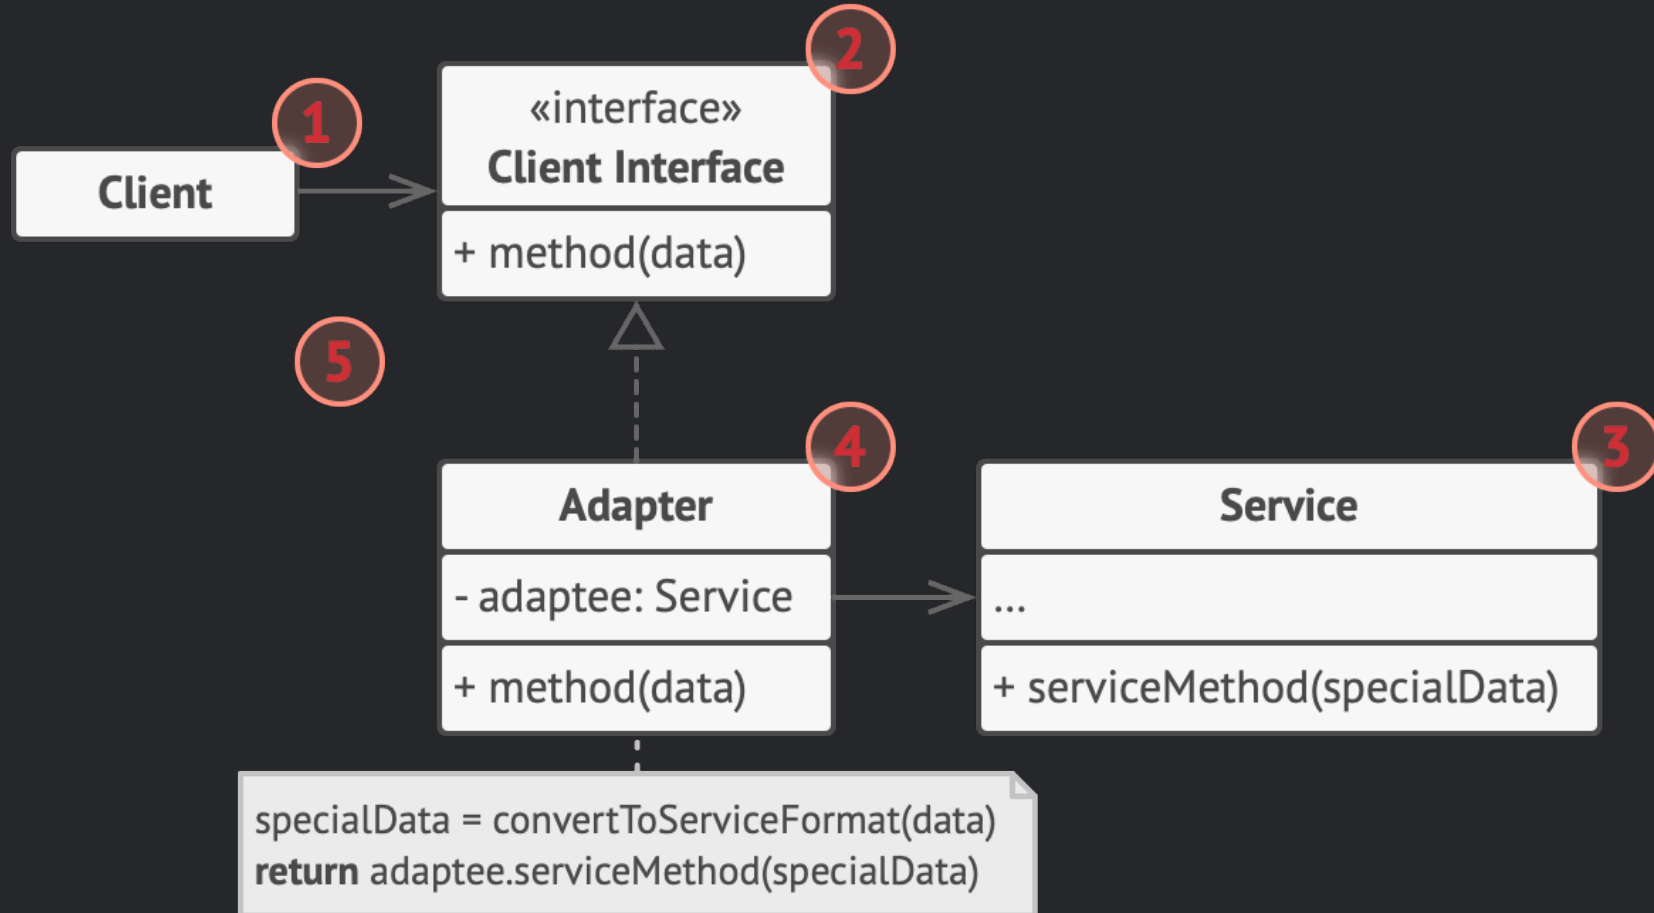 1
Client
2
«interface»
Client Interface
+ method(data)
5
4
Adapter
- adaptee: Service
+ method(data)
3
Service
...
+ serviceMethod(specialData)
specialData = convertToServiceFormat(data)
return adaptee.serviceMethod(specialData)